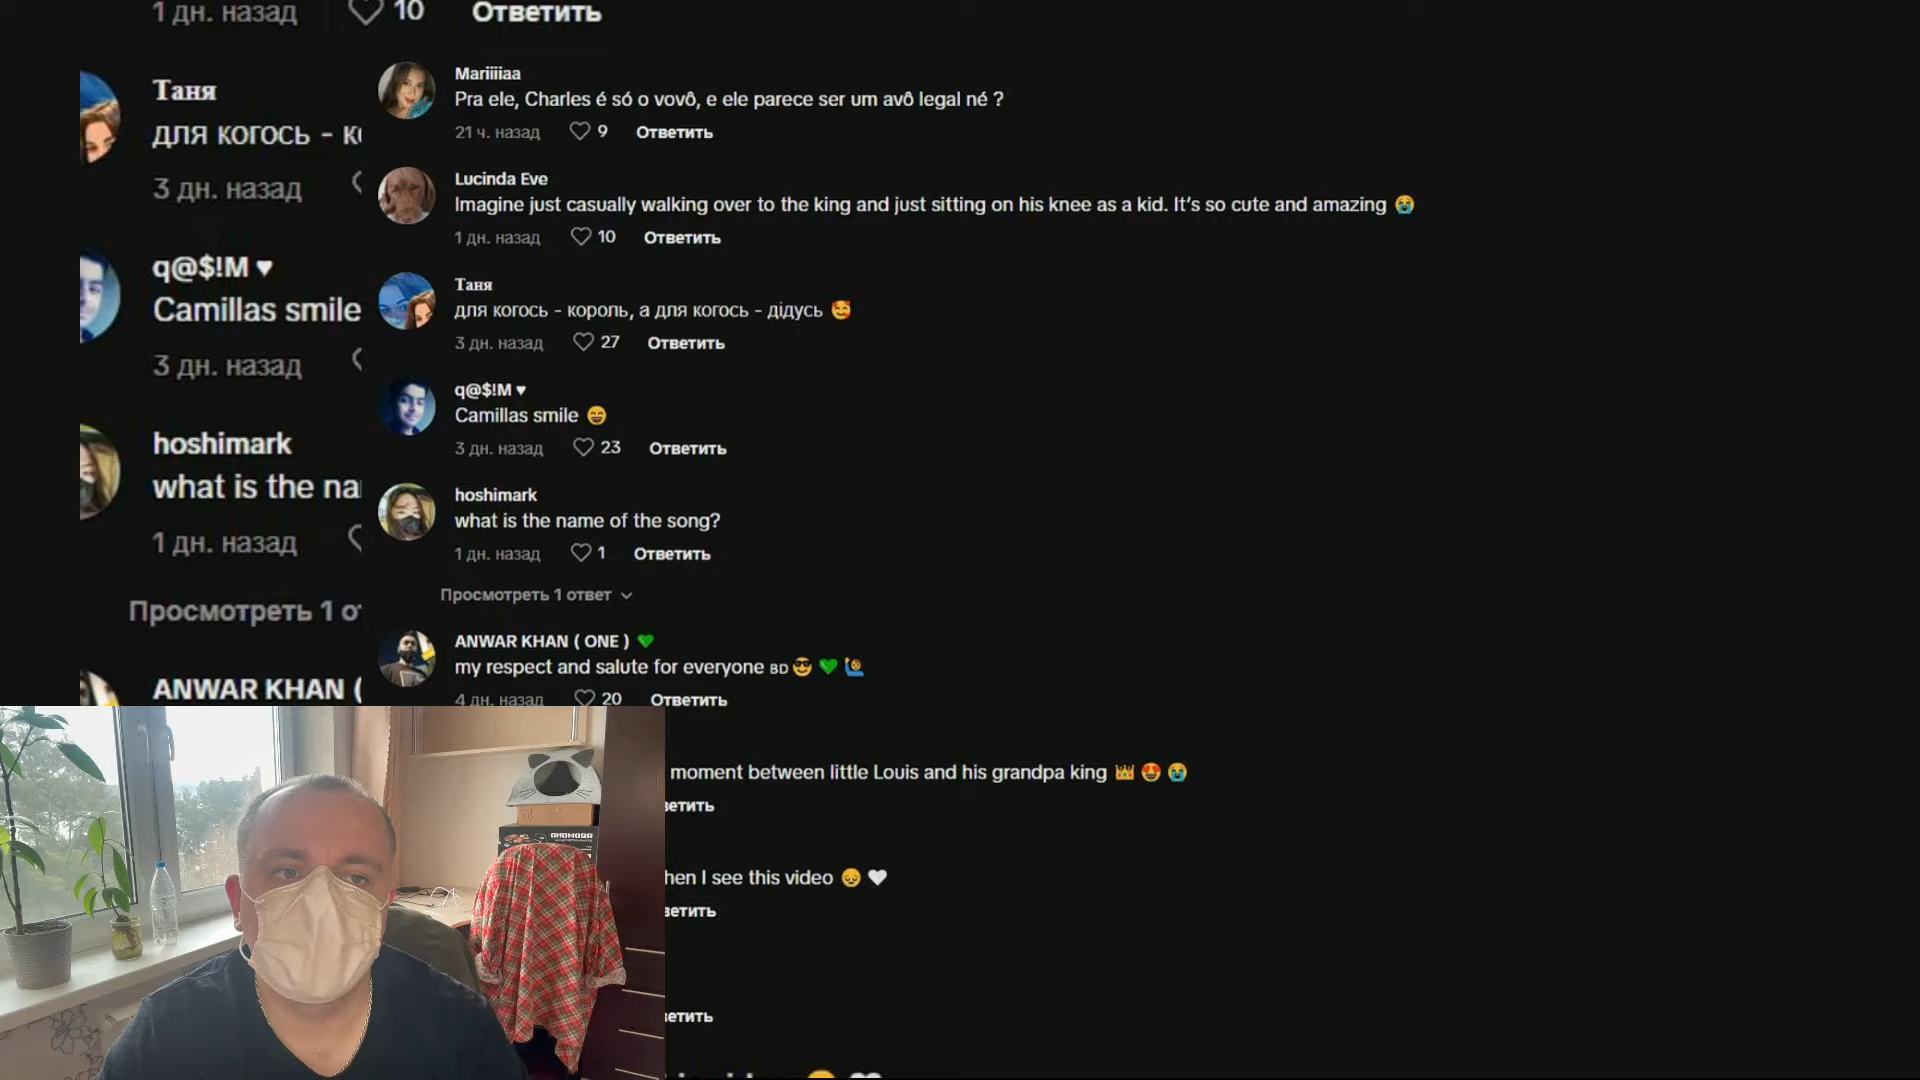 1 дн. назад 10 Ответить
Таня
для когось - к
3 дн. назад
q@$!M ♥
Camillas smile
3 дн. назад
hoshimark
what is the na
1 дн. назад
Просмотреть 1 о
ANWAR KHAN (
Mariiiiaa
Pra ele, Charles é só o vovô, e ele parece ser um avô legal né ?
21 ч. назад 9 Ответить
Lucinda Eve
Imagine just casually walking over to the king and just sitting on his knee as a kid. It’s so cute and amazing 😭
1 дн. назад 10 Ответить
Таня
для когось - король, а для когось - дідусь 🥰
3 дн. назад 27 Ответить
q@$!M ♥
Camillas smile 😄
3 дн. назад 23 Ответить
hoshimark
what is the name of the song?
1 дн. назад 1 Ответить
Просмотреть 1 ответ
ANWAR KHAN ( ONE ) 💚
my respect and salute for everyone BD 😎 💚 🙋
4 дн. назад 20 Ответить
moment between little Louis and his grandpa king 👑 😍 😭
ветить
hen I see this video 😔 🤍
ветить
ветить